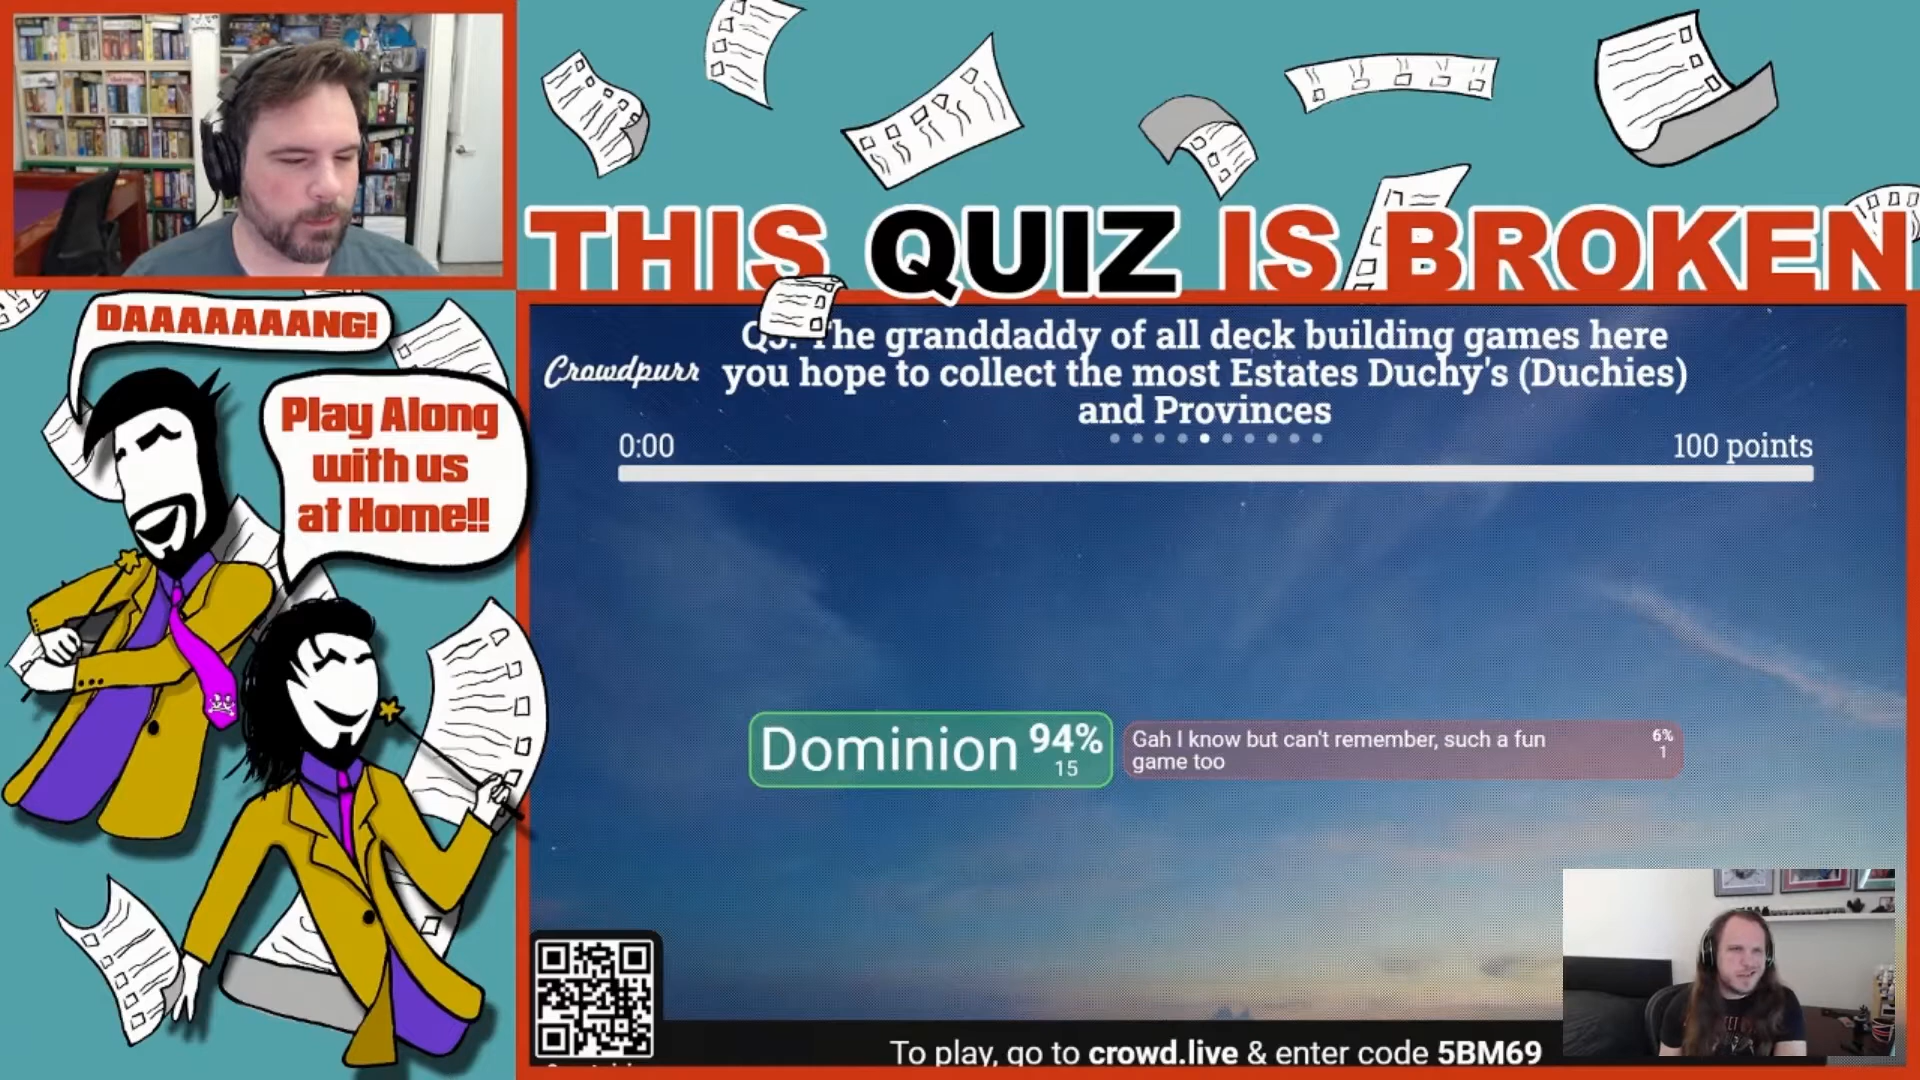 THIS QUIZ IS BROKEN
DAAAAAAAANG!
Play Along
with us
at Home!!
Crowdpurr
The granddaddy of all deck building games here
you hope to collect the most Estates Duchy's (Duchies)
and Provinces
0:00
100 points
Dominion 94%
15
Gah I know but can't remember, such a fun
game too
6%
1
To play, go to crowd.live & enter code 5BM69